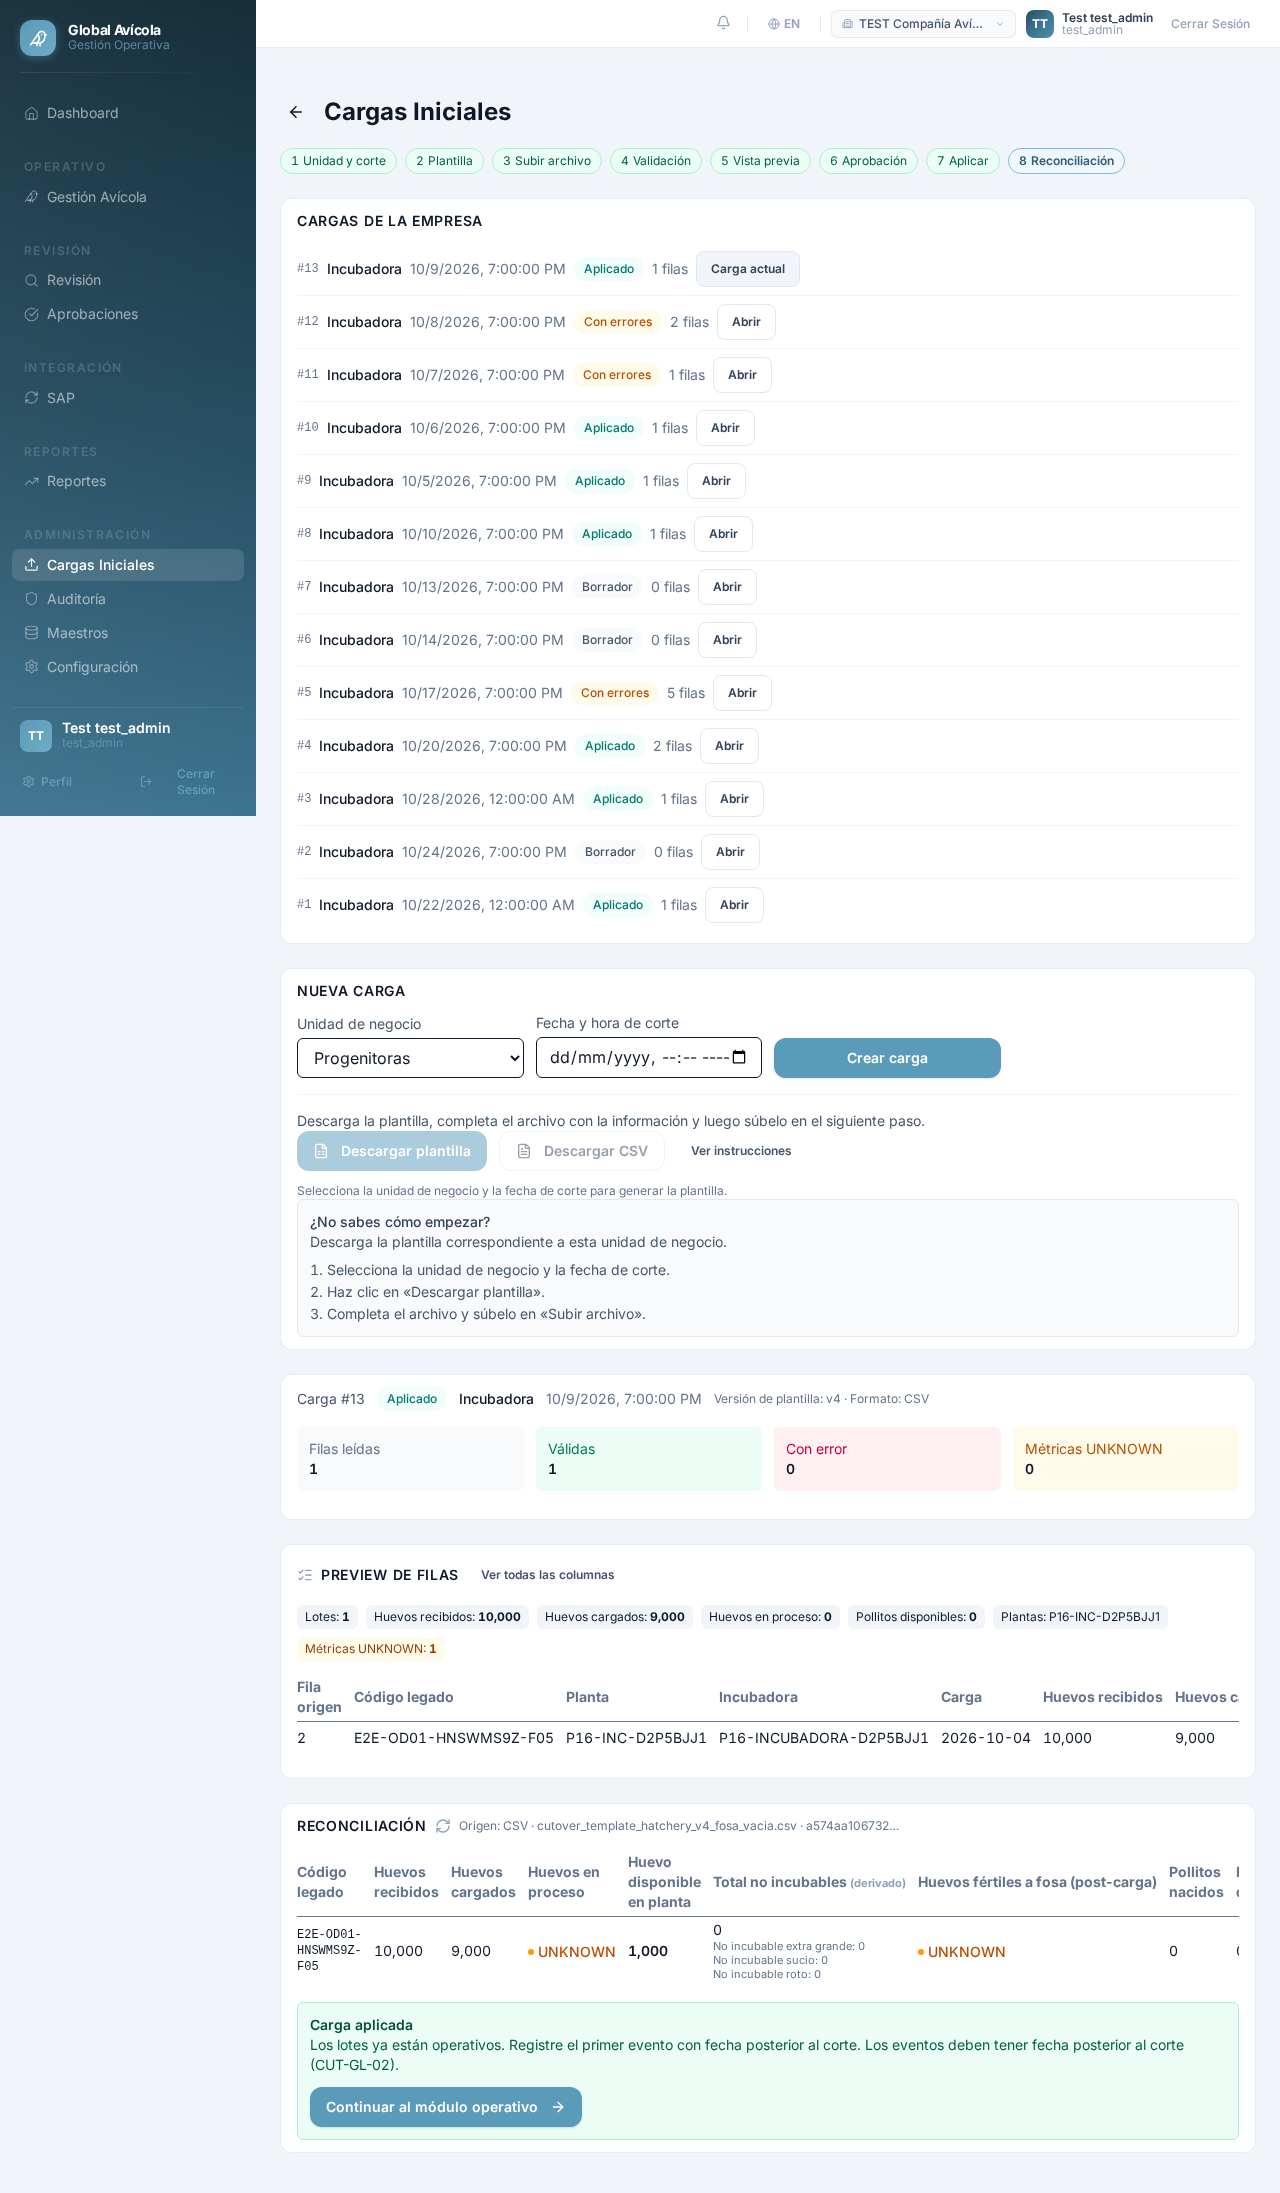 Global Avícola
Gestión Operativa
Dashboard
OPERATIVO
Gestión Avícola
REVISIÓN
Revisión
Aprobaciones
INTEGRACIÓN
SAP
REPORTES
Reportes
ADMINISTRACIÓN
Cargas Iniciales
Auditoría
Maestros
Configuración
TT
Test test_admin
test_admin
Perfil
Cerrar Sesión
EN
TEST Compañía Aví...
TT
Test test_admin
test_admin
Cerrar Sesión
Cargas Iniciales
1 Unidad y corte
2 Plantilla
3 Subir archivo
4 Validación
5 Vista previa
6 Aprobación
7 Aplicar
8 Reconciliación
CARGAS DE LA EMPRESA
#13 Incubadora 10/9/2026, 7:00:00 PM Aplicado 1 filas Carga actual
#12 Incubadora 10/8/2026, 7:00:00 PM Con errores 2 filas Abrir
#11 Incubadora 10/7/2026, 7:00:00 PM Con errores 1 filas Abrir
#10 Incubadora 10/6/2026, 7:00:00 PM Aplicado 1 filas Abrir
#9 Incubadora 10/5/2026, 7:00:00 PM Aplicado 1 filas Abrir
#8 Incubadora 10/10/2026, 7:00:00 PM Aplicado 1 filas Abrir
#7 Incubadora 10/13/2026, 7:00:00 PM Borrador 0 filas Abrir
#6 Incubadora 10/14/2026, 7:00:00 PM Borrador 0 filas Abrir
#5 Incubadora 10/17/2026, 7:00:00 PM Con errores 5 filas Abrir
#4 Incubadora 10/20/2026, 7:00:00 PM Aplicado 2 filas Abrir
#3 Incubadora 10/28/2026, 12:00:00 AM Aplicado 1 filas Abrir
#2 Incubadora 10/24/2026, 7:00:00 PM Borrador 0 filas Abrir
#1 Incubadora 10/22/2026, 12:00:00 AM Aplicado 1 filas Abrir
NUEVA CARGA
Unidad de negocio
Progenitoras
Fecha y hora de corte
dd/mm/yyyy, --:-- ----
Crear carga
Descarga la plantilla, completa el archivo con la información y luego súbelo en el siguiente paso.
Descargar plantilla
Descargar CSV
Ver instrucciones
Selecciona la unidad de negocio y la fecha de corte para generar la plantilla.
¿No sabes cómo empezar?
Descarga la plantilla correspondiente a esta unidad de negocio.
1. Selecciona la unidad de negocio y la fecha de corte.
2. Haz clic en «Descargar plantilla».
3. Completa el archivo y súbelo en «Subir archivo».
Carga #13 Aplicado Incubadora 10/9/2026, 7:00:00 PM Versión de plantilla: v4 · Formato: CSV
Filas leídas
1
Válidas
1
Con error
0
Métricas UNKNOWN
0
PREVIEW DE FILAS
Ver todas las columnas
Lotes: 1
Huevos recibidos: 10,000
Huevos cargados: 9,000
Huevos en proceso: 0
Pollitos disponibles: 0
Plantas: P16-INC-D2P5BJJ1
Métricas UNKNOWN: 1
Fila origen
Código legado
Planta
Incubadora
Carga
Huevos recibidos
Huevos
2
E2E-OD01-HNSWMS9Z-F05
P16-INC-D2P5BJJ1
P16-INCUBADORA-D2P5BJJ1
2026-10-04
10,000
9,000
RECONCILIACIÓN
Origen: CSV · cutover_template_hatchery_v4_fosa_vacia.csv · a574aa106732...
Código legado
Huevos recibidos
Huevos cargados
Huevos en proceso
Huevo disponible en planta
Total no incubables (derivado)
Huevos fértiles a fosa (post-carga)
Pollitos nacidos
E2E-OD01-
HNSWMS9Z-
F05
10,000
9,000
UNKNOWN
1,000
0
No incubable extra grande: 0
No incubable sucio: 0
No incubable roto: 0
UNKNOWN
0
Carga aplicada
Los lotes ya están operativos. Registre el primer evento con fecha posterior al corte. Los eventos deben tener fecha posterior al corte
(CUT-GL-02).
Continuar al módulo operativo